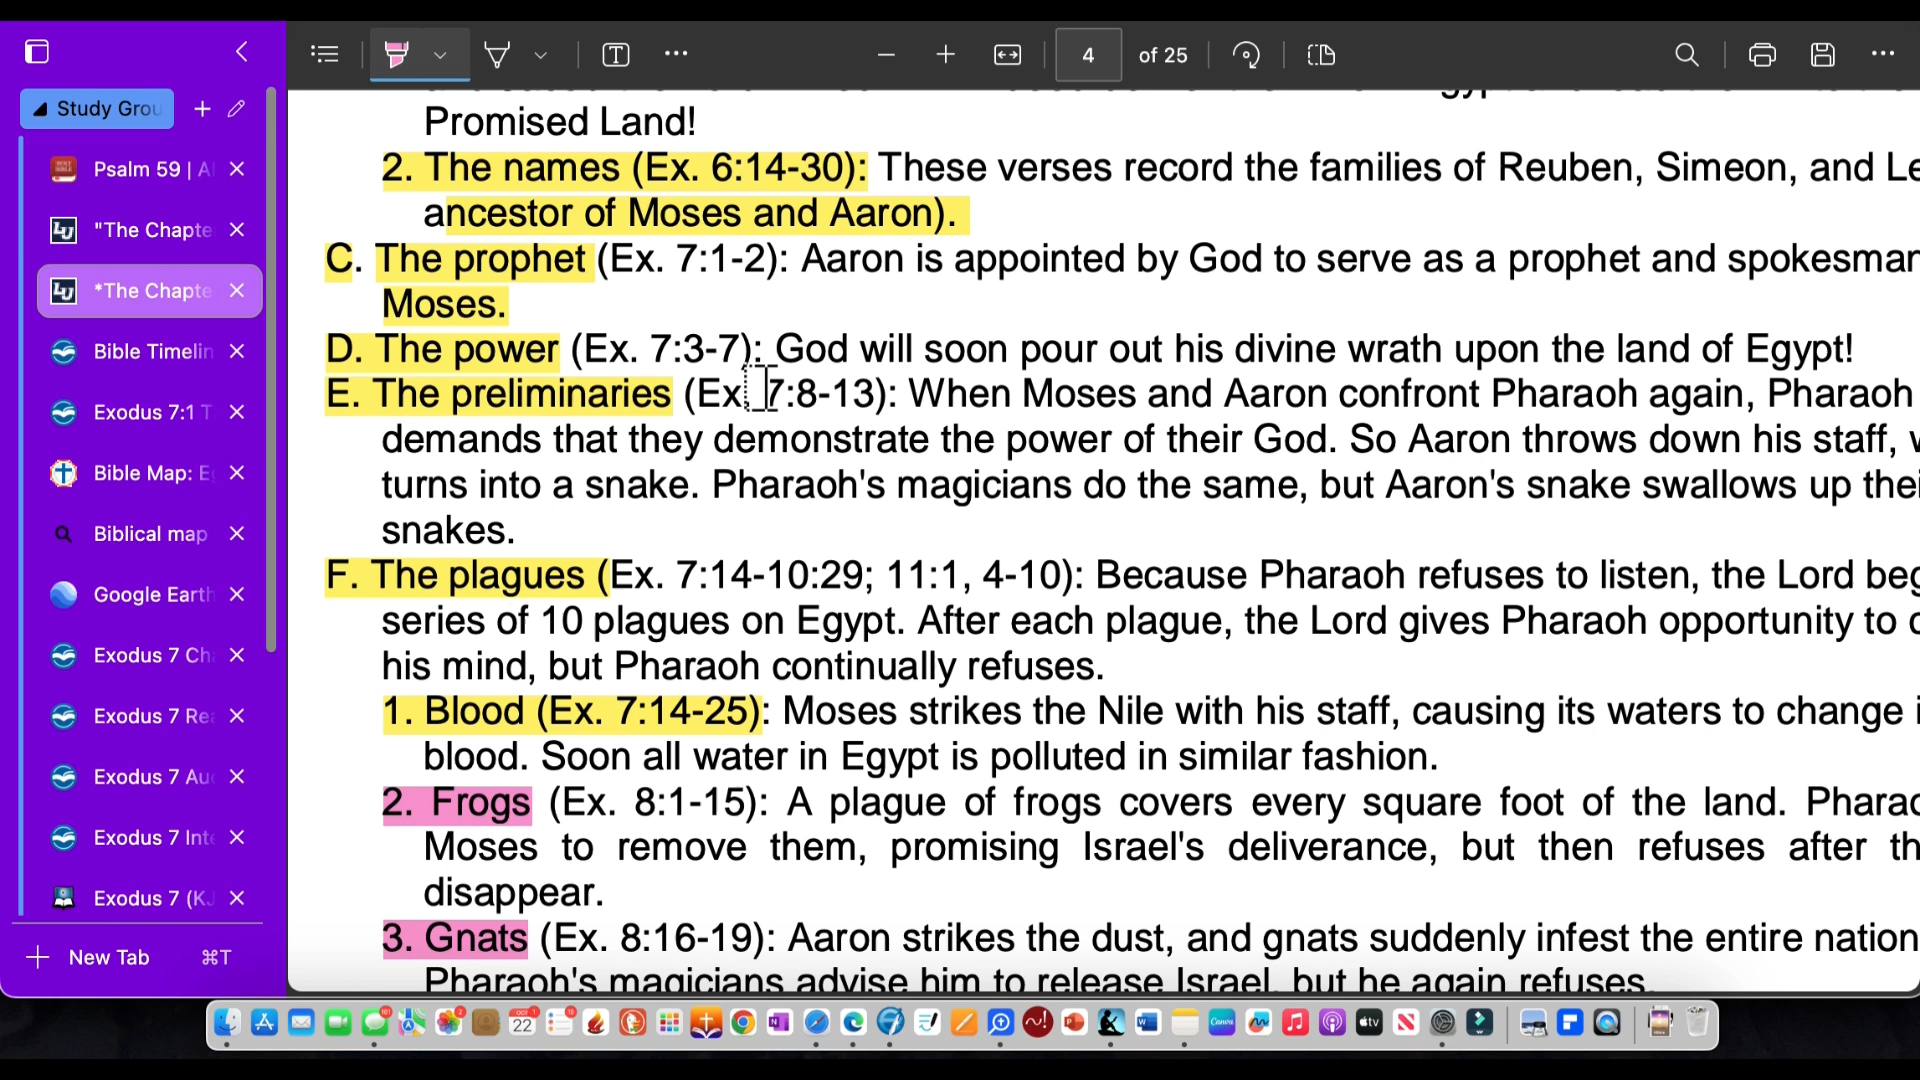 4 of 25
Study Grou
Psalm 59 | Al
"The Chapte
*The Chapte
Bible Timelin
Exodus 7:1 T
Bible Map: E
Biblical map
Google Earth
Exodus 7 Ch
Exodus 7 Re
Exodus 7 Au
Exodus 7 Inte
Exodus 7 (K
New Tab ⌘T
Promised Land!
2. The names (Ex. 6:14-30): These verses record the families of Reuben, Simeon, and Le
ancestor of Moses and Aaron).
C. The prophet (Ex. 7:1-2): Aaron is appointed by God to serve as a prophet and spokesman
Moses.
D. The power (Ex. 7:3-7): God will soon pour out his divine wrath upon the land of Egypt!
E. The preliminaries (Ex. 7:8-13): When Moses and Aaron confront Pharaoh again, Pharaoh
demands that they demonstrate the power of their God. So Aaron throws down his staff, w
turns into a snake. Pharaoh's magicians do the same, but Aaron's snake swallows up thei
snakes.
F. The plagues (Ex. 7:14-10:29; 11:1, 4-10): Because Pharaoh refuses to listen, the Lord beg
series of 10 plagues on Egypt. After each plague, the Lord gives Pharaoh opportunity to c
his mind, but Pharaoh continually refuses.
1. Blood (Ex. 7:14-25): Moses strikes the Nile with his staff, causing its waters to change i
blood. Soon all water in Egypt is polluted in similar fashion.
2. Frogs (Ex. 8:1-15): A plague of frogs covers every square foot of the land. Pharao
Moses to remove them, promising Israel's deliverance, but then refuses after th
disappear.
3. Gnats (Ex. 8:16-19): Aaron strikes the dust, and gnats suddenly infest the entire nation
Pharaoh's magicians advise him to release Israel, but he again refuses.
OCT
22
Canva
tv